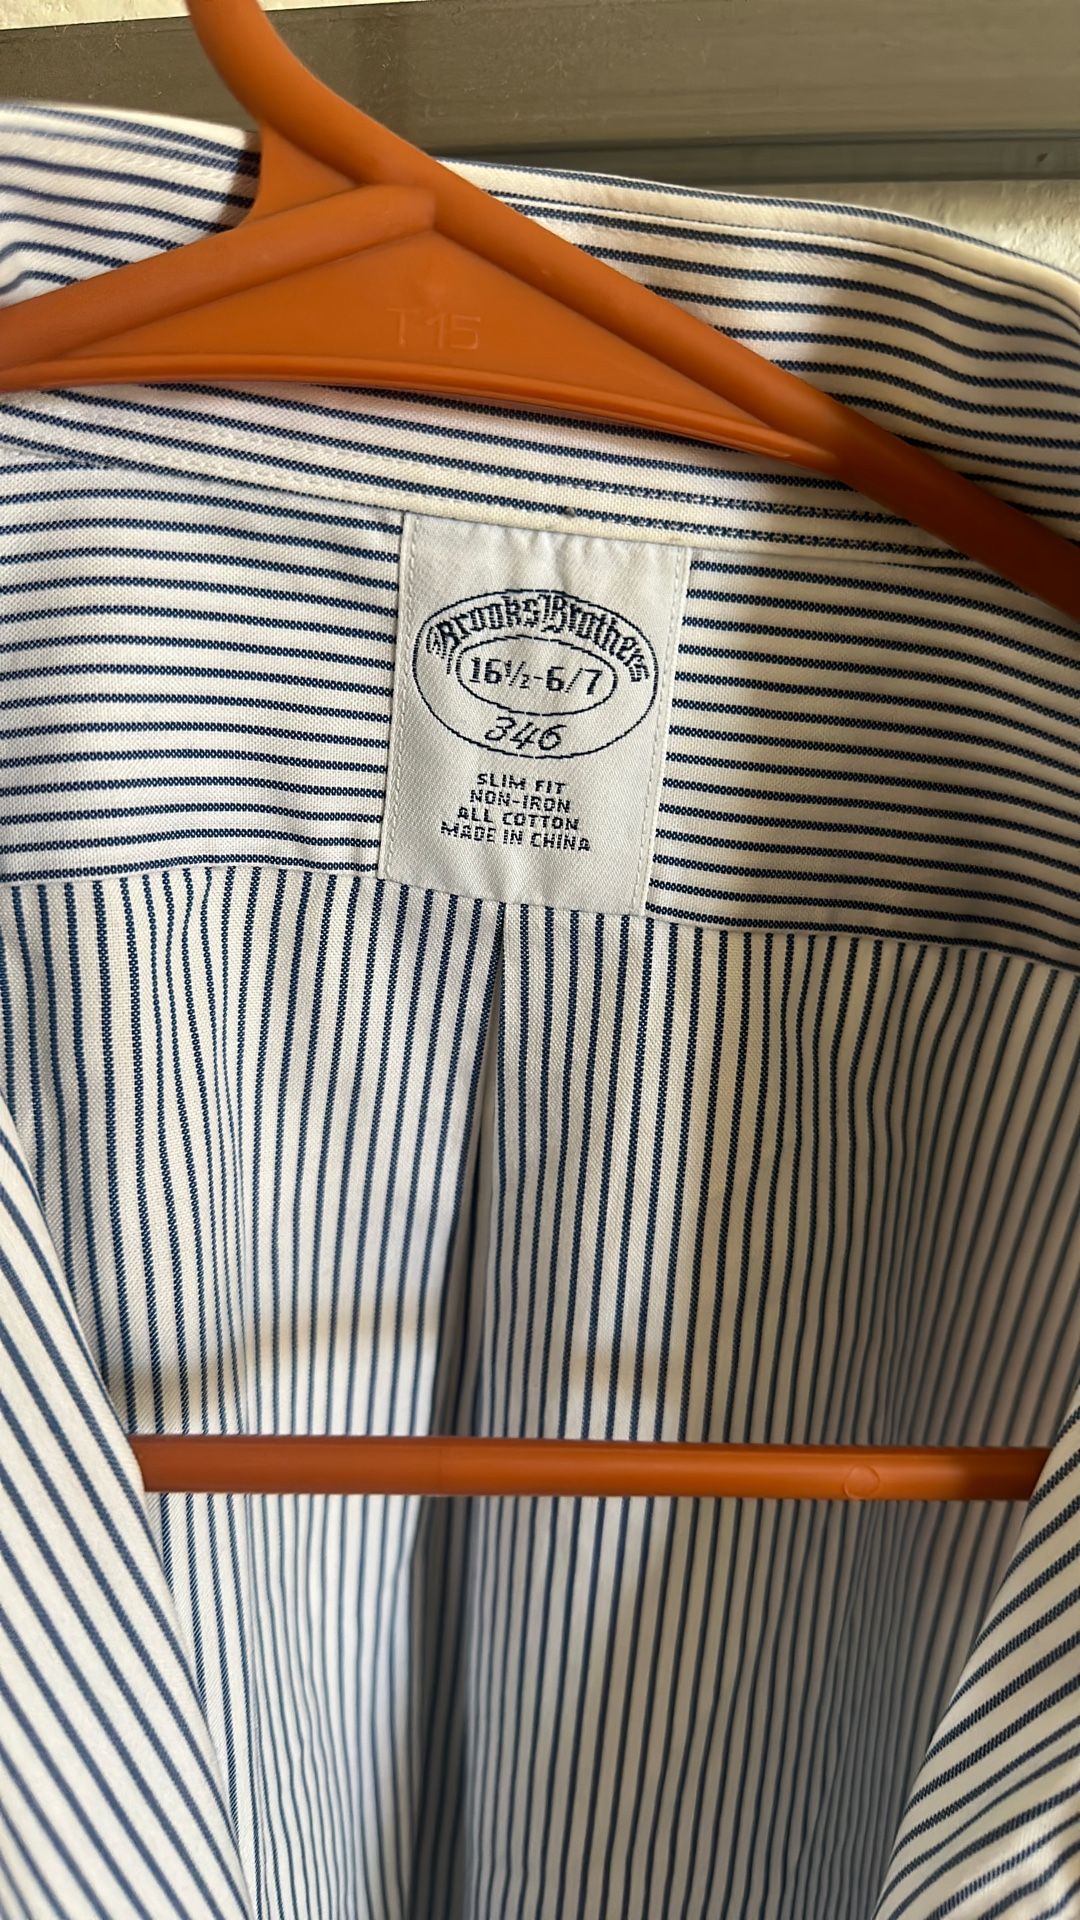 T15
Brooks Brothers
16½-6/7
346
SLIM FIT
NON-IRON
ALL COTTON
MADE IN CHINA